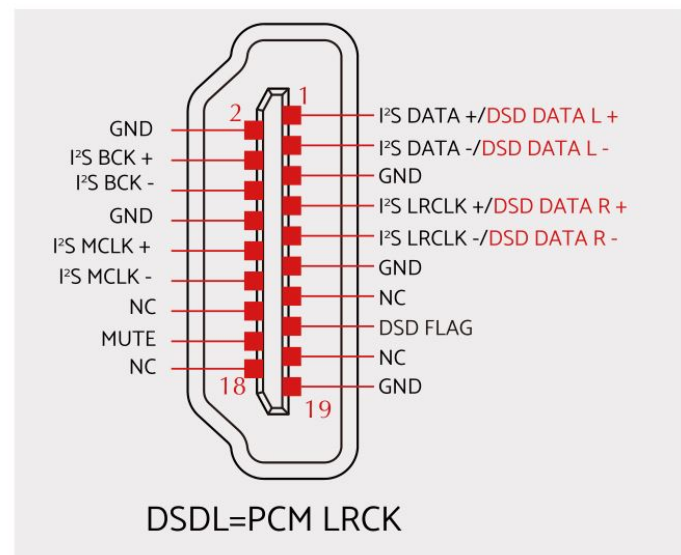 1
2
18
19
GND
I²S BCK +
I²S BCK -
GND
I²S MCLK +
I²S MCLK -
NC
MUTE
NC
I²S DATA +/DSD DATA L +
I²S DATA -/DSD DATA L -
GND
I²S LRCLK +/DSD DATA R +
I²S LRCLK -/DSD DATA R -
GND
NC
DSD FLAG
NC
GND
DSDL=PCM LRCK